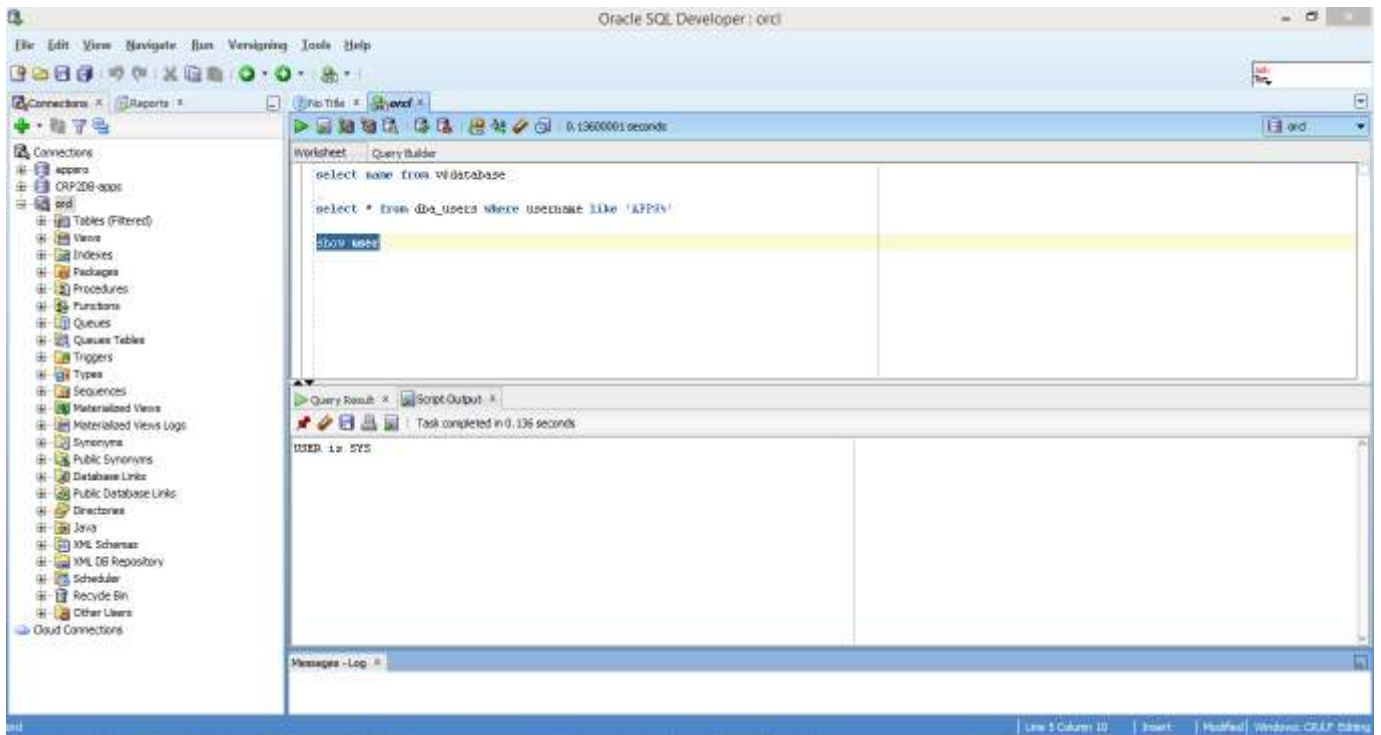 Oracle SQL Developer : orcl
File Edit View Navigate Run Versigning Tools Help
Connections
Reports
No Title
orcl
0.13600001 seconds
orcl
Connections
appsro
CRP2DB-apps
orcl
Tables (Filtered)
Views
Indexes
Packages
Procedures
Functions
Queues
Queues Tables
Triggers
Types
Sequences
Materialized Views
Materialized Views Logs
Synonyms
Public Synonyms
Database Links
Public Database Links
Directories
Java
XML Schemas
XML DB Repository
Scheduler
Recycle Bin
Other Users
Cloud Connections
Worksheet Query Builder
select name from v$database
select * from dba_users where username like 'APPS%'
show user
Query Result
Script Output
Task completed in 0.136 seconds
USER is SYS
Messages - Log
orcl
Line 5 Column 10
Insert
Modified
Windows: CR/LF Editing